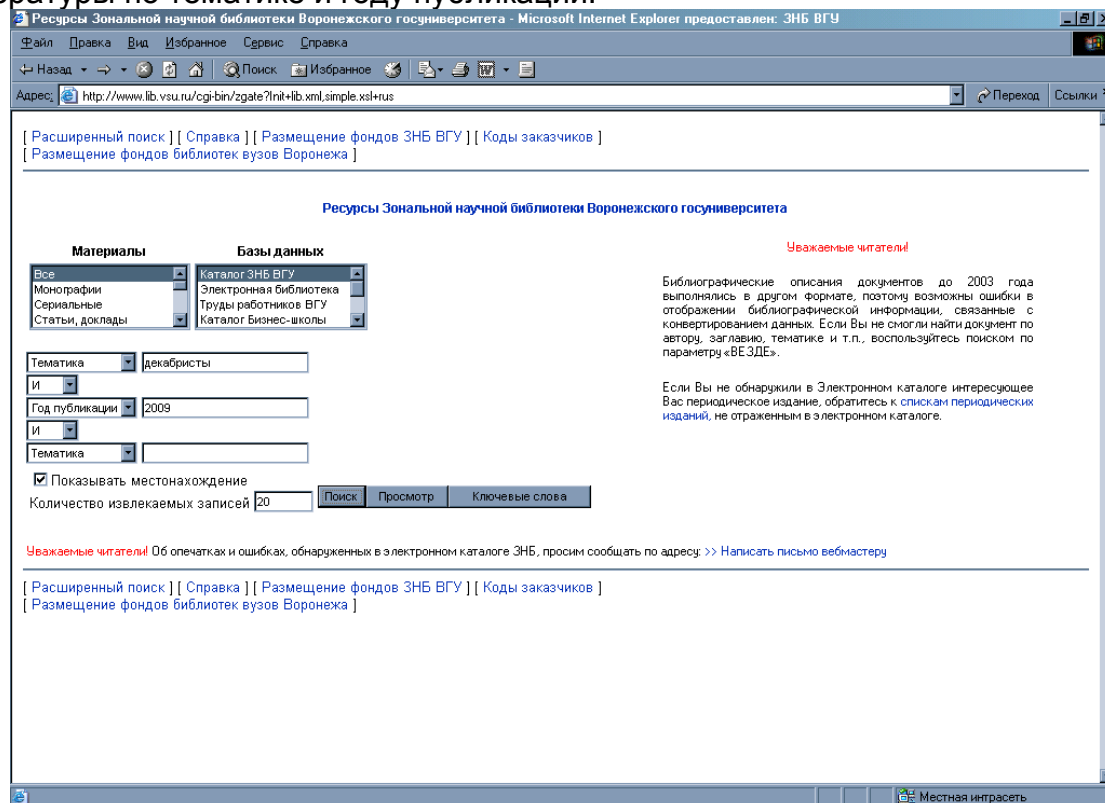 ературы по тематике и году публикации.
Ресурсы Зональной научной библиотеки Воронежского госуниверситета - Microsoft Internet Explorer предоставлен: ЗНБ ВГУ
Файл Правка Вид Избранное Сервис Справка
Назад Поиск Избранное
Адрес: http://www.lib.vsu.ru/cgi-bin/zgate?Init+lib.xml,simple.xsl+rus Переход Ссылки
[ Расширенный поиск ] [ Справка ] [ Размещение фондов ЗНБ ВГУ ] [ Коды заказчиков ]
[ Размещение фондов библиотек вузов Воронежа ]
Ресурсы Зональной научной библиотеки Воронежского госуниверситета
Материалы Базы данных
Все Каталог ЗНБ ВГУ
Монографии Электронная библиотека
Сериальные Труды работников ВГУ
Статьи, доклады Каталог Бизнес-школы
Тематика декабристы
И
Год публикации 2009
И
Тематика
Показывать местонахождение
Количество извлекаемых записей 20 Поиск Просмотр Ключевые слова
Уважаемые читатели!
Библиографические описания документов до 2003 года
выполнялись в другом формате, поэтому возможны ошибки в
отображении библиографической информации, связанные с
конвертированием данных. Если Вы не смогли найти документ по
автору, заглавию, тематике и т.п., воспользуйтесь поиском по
параметру «ВЕЗДЕ».
Если Вы не обнаружили в Электронном каталоге интересующее
Вас периодическое издание, обратитесь к спискам периодических
изданий, не отраженным в электронном каталоге.
Уважаемые читатели! Об опечатках и ошибках, обнаруженных в электронном каталоге ЗНБ, просим сообщать по адресу: >> Написать письмо вебмастеру
[ Расширенный поиск ] [ Справка ] [ Размещение фондов ЗНБ ВГУ ] [ Коды заказчиков ]
[ Размещение фондов библиотек вузов Воронежа ]
Местная интрасеть